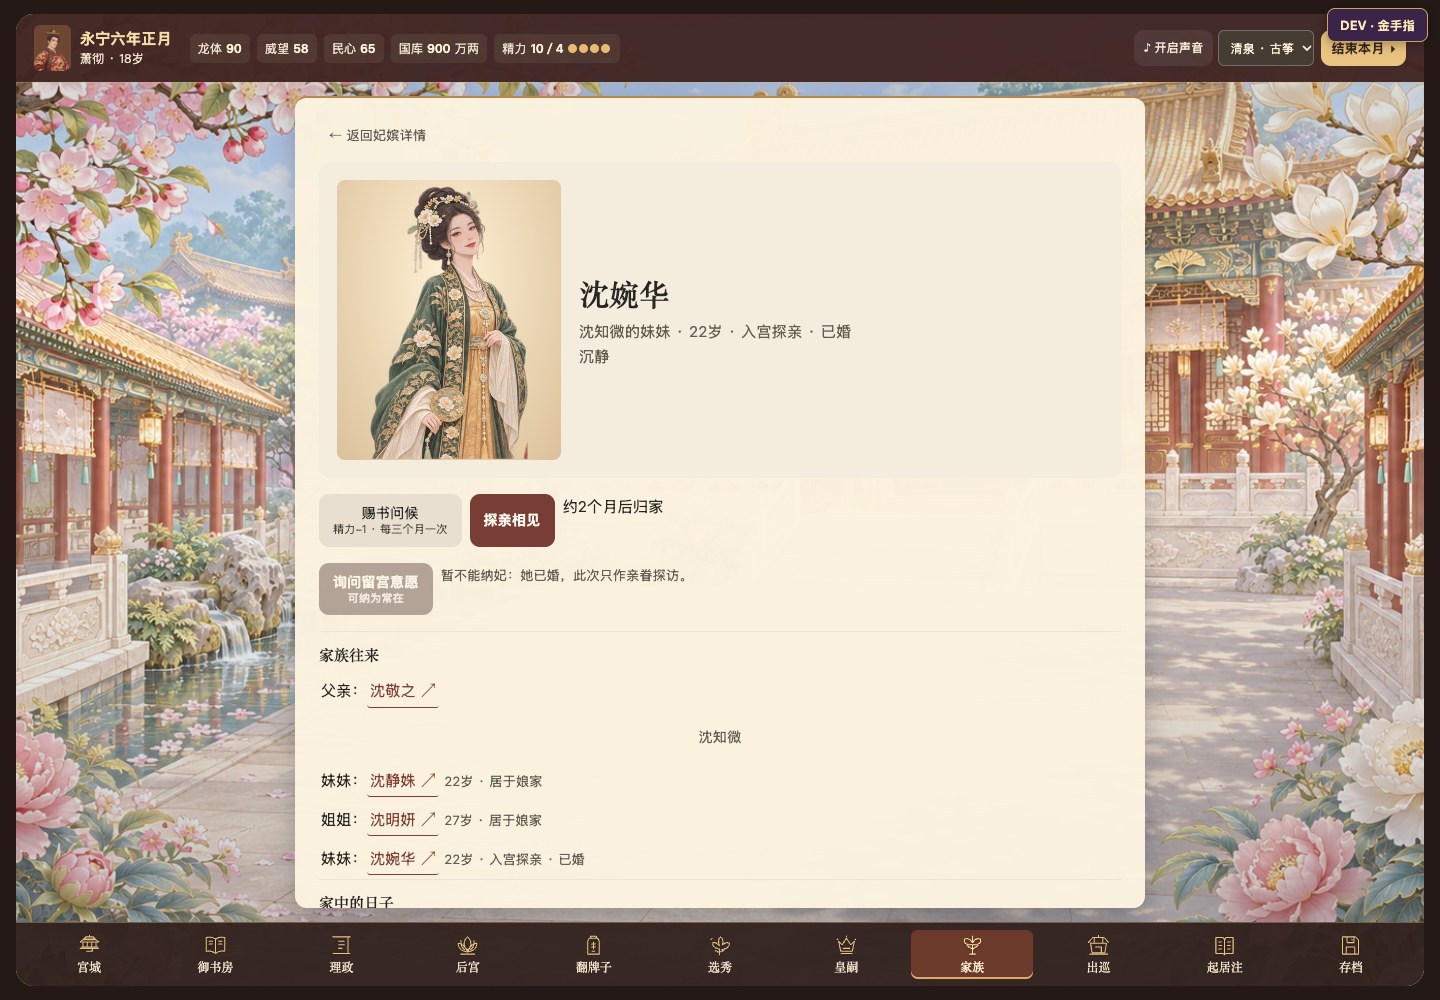 永宁六年正月
萧彻 · 18岁
龙体 90
威望 58
民心 65
国库 900 万两
精力 10 / 4
♪ 开启声音
清泉 · 古筝
DEV · 金手指
结束本月
← 返回妃嫔详情
沈婉华
沈知微的妹妹 · 22岁 · 入宫探亲 · 已婚
沉静
赐书问候
精力-1 · 每三个月一次
探亲相见
约2个月后归家
询问留宫意愿
可纳为常在
暂不能纳妃：她已婚，此次只作亲眷探访。
家族往来
父亲： 沈敬之 ↗
沈知微
妹妹： 沈静姝 ↗ 22岁 · 居于娘家
姐姐： 沈明妍 ↗ 27岁 · 居于娘家
妹妹： 沈婉华 ↗ 22岁 · 入宫探亲 · 已婚
家中的日子
宫城
御书房
理政
后宫
翻牌子
选秀
皇嗣
家族
出巡
起居注
存档